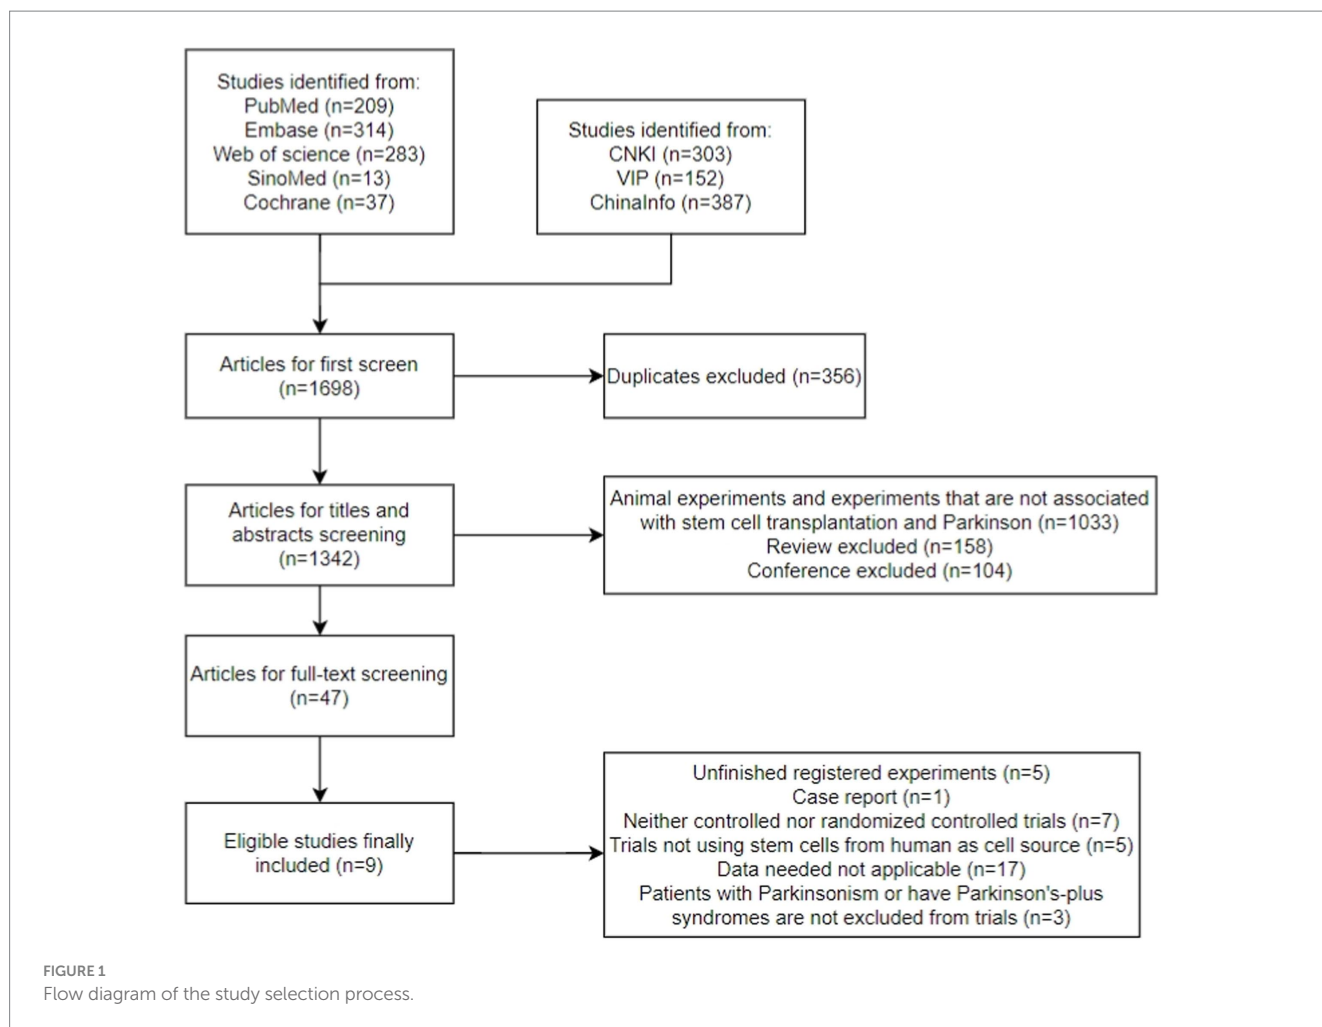 Studies identified from:
PubMed (n=209)
Embase (n=314)
Web of science (n=283)
SinoMed (n=13)
Cochrane (n=37)
Studies identified from:
CNKI (n=303)
VIP (n=152)
ChinaInfo (n=387)
Articles for first screen
(n=1698)
Duplicates excluded (n=356)
Articles for titles and
abstracts screening
(n=1342)
Animal experiments and experiments that are not associated
with stem cell transplantation and Parkinson (n=1033)
Review excluded (n=158)
Conference excluded (n=104)
Articles for full-text screening
(n=47)
Eligible studies finally
included (n=9)
Unfinished registered experiments (n=5)
Case report (n=1)
Neither controlled nor randomized controlled trials (n=7)
Trials not using stem cells from human as cell source (n=5)
Data needed not applicable (n=17)
Patients with Parkinsonism or have Parkinson's-plus
syndromes are not excluded from trials (n=3)
FIGURE 1
Flow diagram of the study selection process.